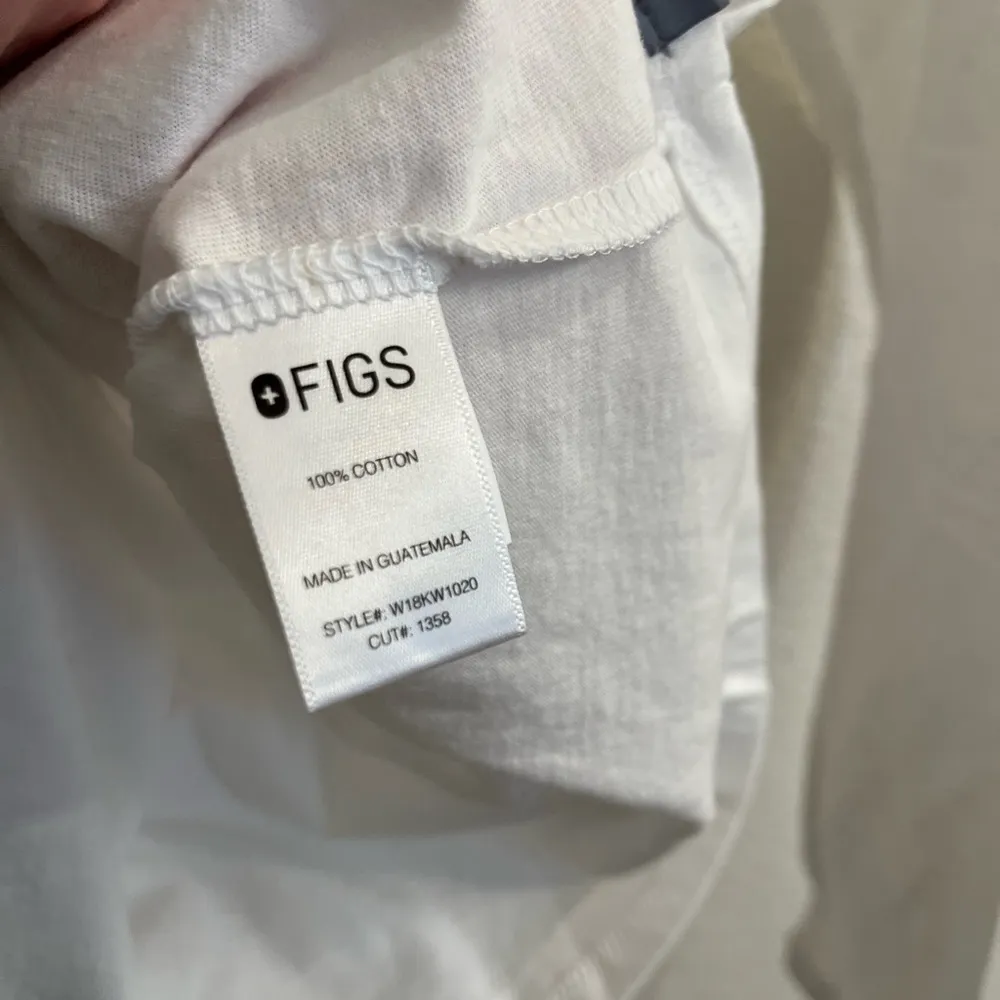 FIGS
100% COTTON
MADE IN GUATEMALA
STYLE#: W18KW1020
CUT#: 1358